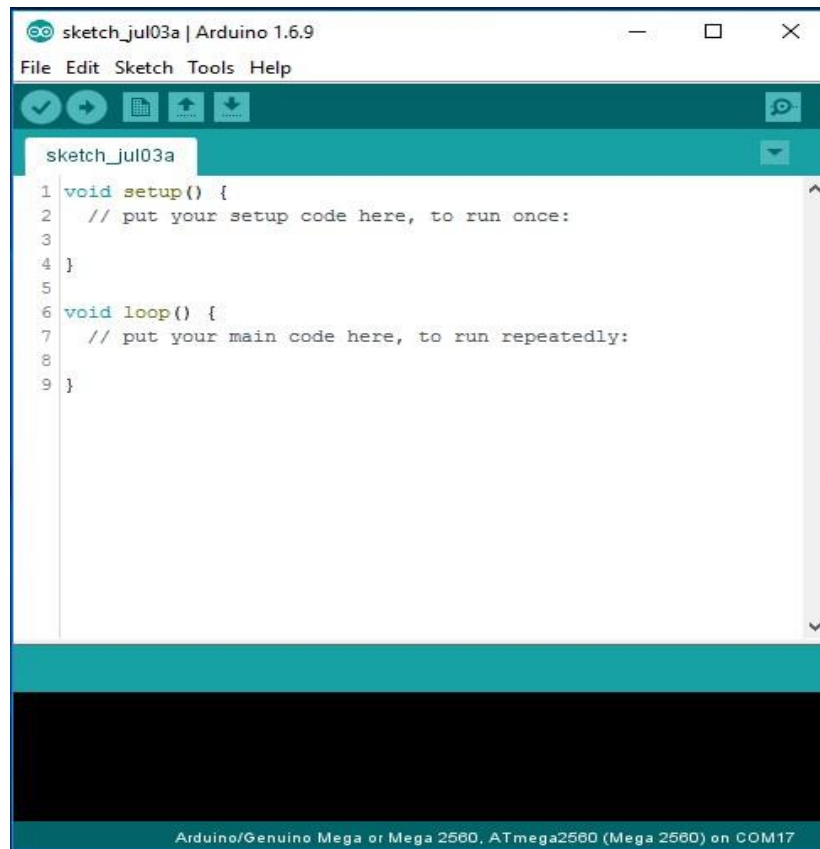 sketch_jul03a | Arduino 1.6.9
File Edit Sketch Tools Help
sketch_jul03a
1 void setup() {
2   // put your setup code here, to run once:
3
4 }
5
6 void loop() {
7   // put your main code here, to run repeatedly:
8
9 }
Arduino/Genuino Mega or Mega 2560, ATmega2560 (Mega 2560) on COM17